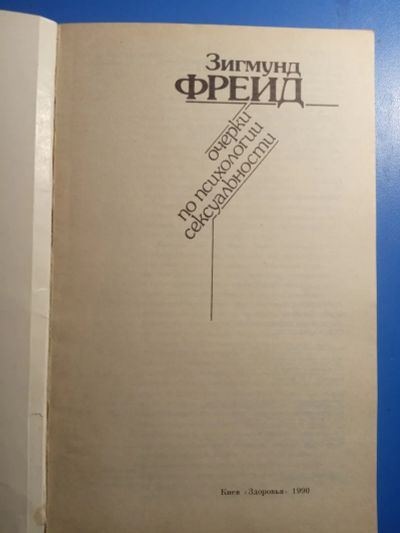 Зигмунд
ФРЕЙД
очерки
по психологии
сексуальности
Киев «Здоровья» 1990